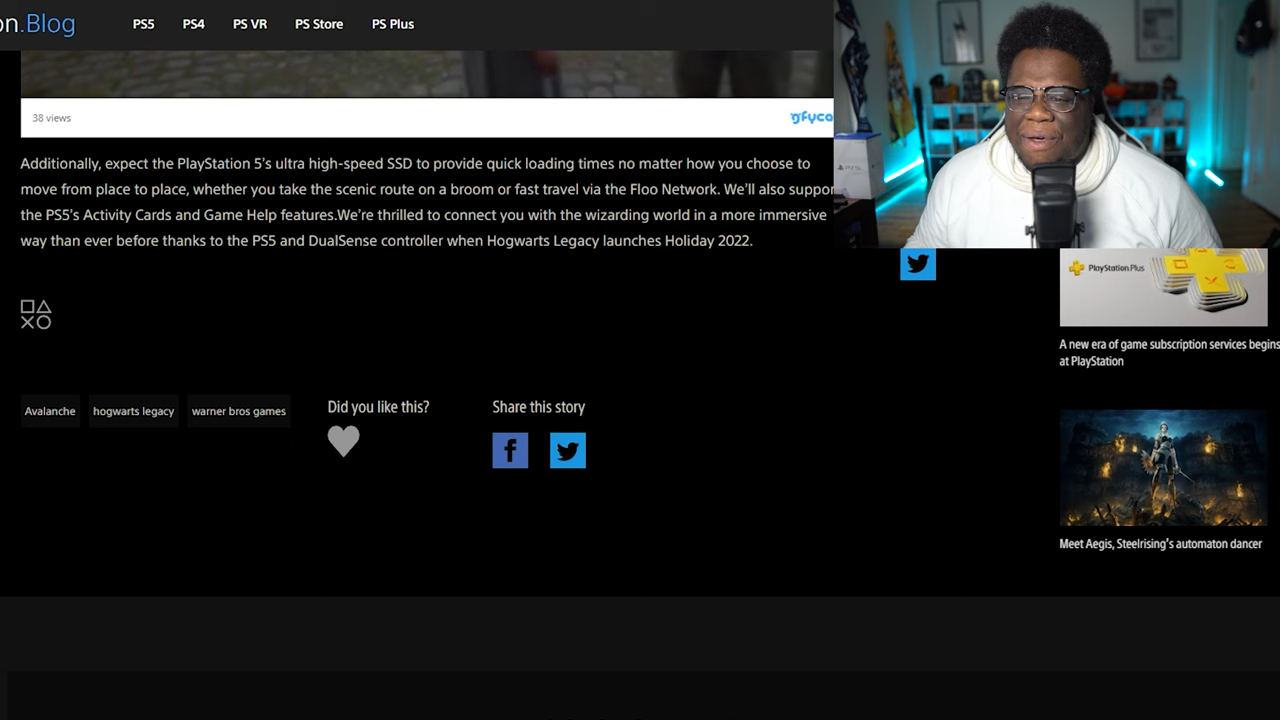 on.Blog
PS5
PS4
PS VR
PS Store
PS Plus
38 views
gfyca
Additionally, expect the PlayStation 5's ultra high-speed SSD to provide quick loading times no matter how you choose to
move from place to place, whether you take the scenic route on a broom or fast travel via the Floo Network. We'll also suppor
the PS5's Activity Cards and Game Help features.We're thrilled to connect you with the wizarding world in a more immersive
way than ever before thanks to the PS5 and DualSense controller when Hogwarts Legacy launches Holiday 2022.
PS5
PlayStation.Plus
A new era of game subscription services begins
at PlayStation
Avalanche
hogwarts legacy
warner bros games
Did you like this?
Share this story
Meet Aegis, Steelrising's automaton dancer